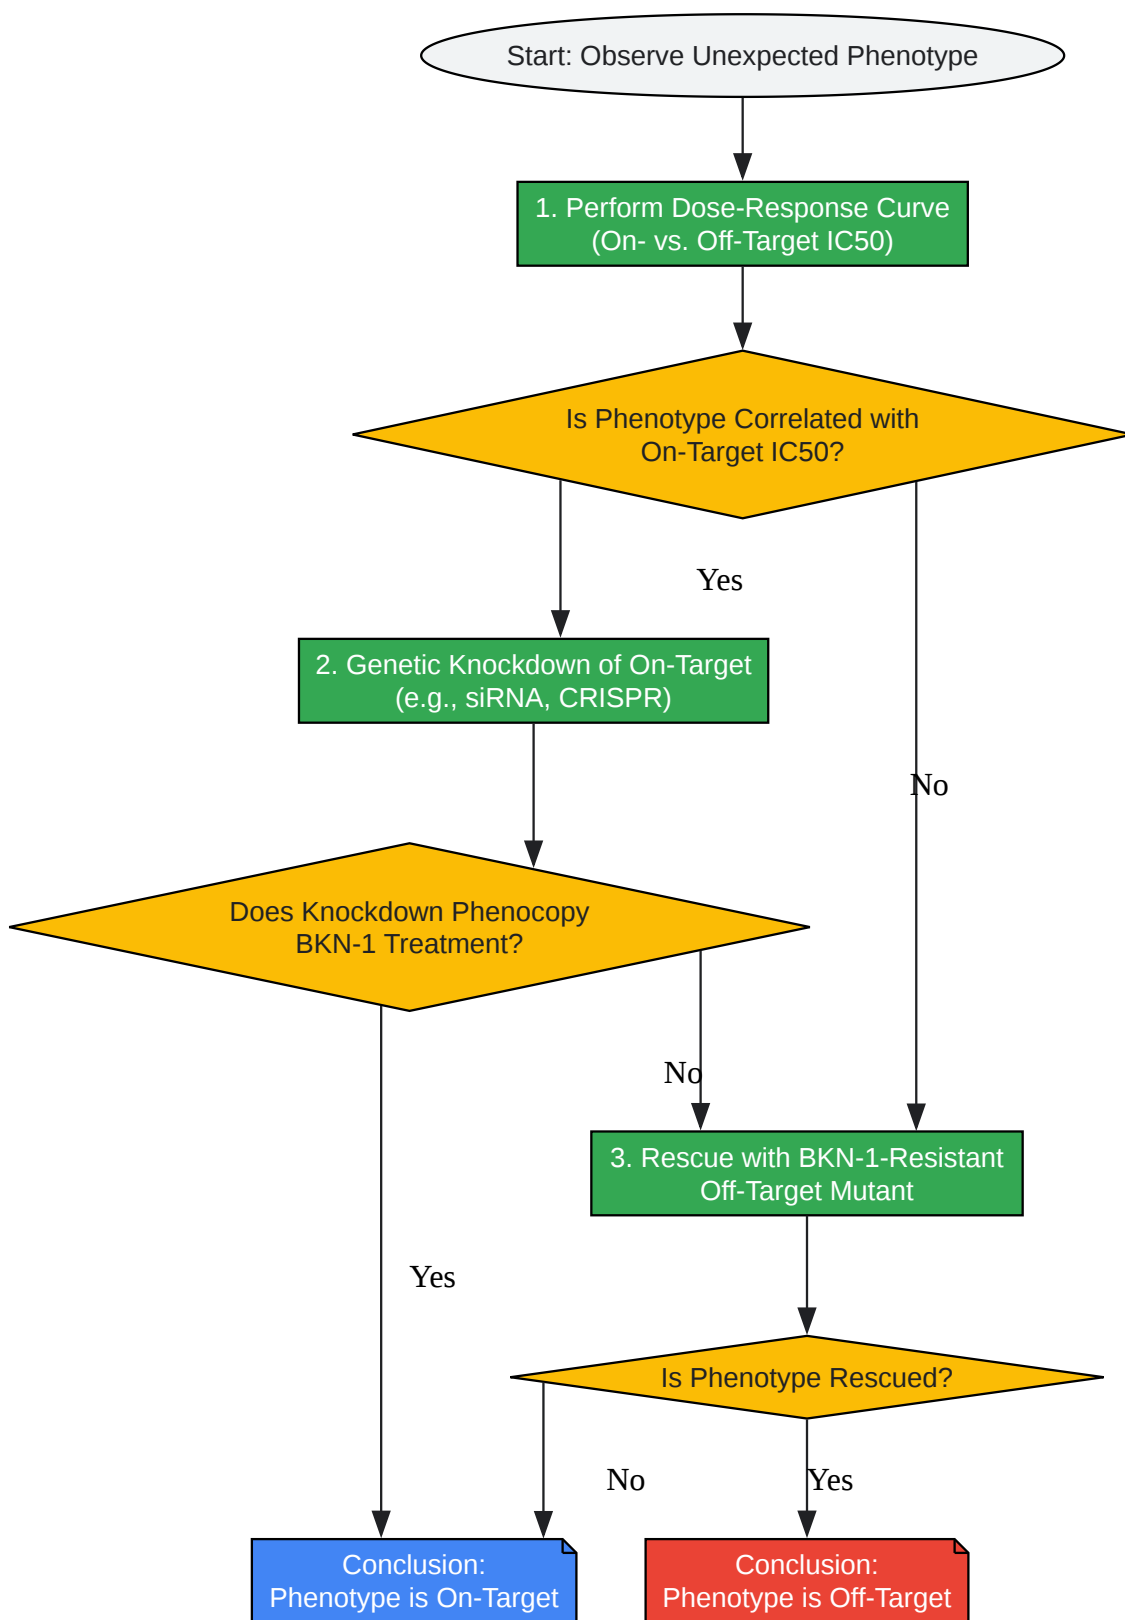 Start: Observe Unexpected Phenotype
1. Perform Dose-Response Curve
(On- vs. Off-Target IC50)
Is Phenotype Correlated with
On-Target IC50?
Yes
2. Genetic Knockdown of On-Target
(e.g., siRNA, CRISPR)
No
Does Knockdown Phenocopy
BKN-1 Treatment?
No
3. Rescue with BKN-1-Resistant
Off-Target Mutant
Yes
Is Phenotype Rescued?
No
Yes
Conclusion:
Phenotype is On-Target
Conclusion:
Phenotype is Off-Target